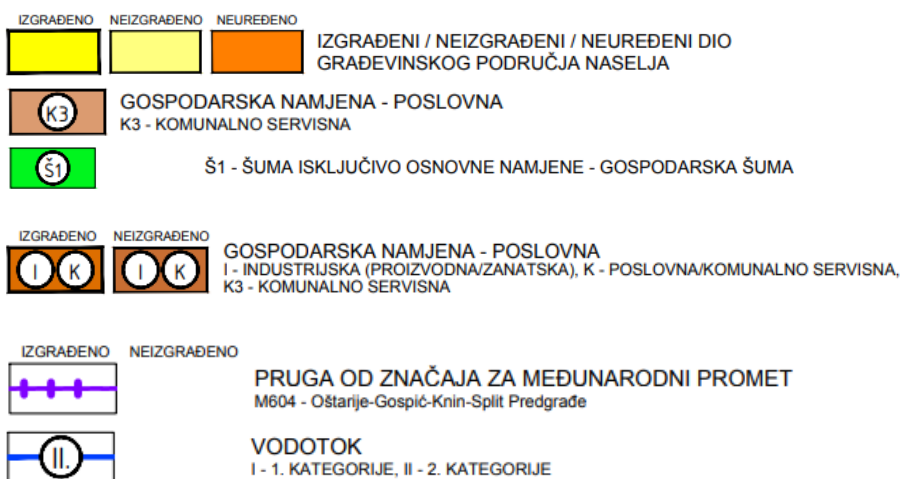 IZGRAĐENO NEIZGRAĐENO NEUREĐENO
IZGRAĐENI / NEIZGRAĐENI / NEUREĐENI DIO
GRAĐEVINSKOG PODRUČJA NASELJA
K3
GOSPODARSKA NAMJENA - POSLOVNA
K3 - KOMUNALNO SERVISNA
Š1
Š1 - ŠUMA ISKLJUČIVO OSNOVNE NAMJENE - GOSPODARSKA ŠUMA
IZGRAĐENO NEIZGRAĐENO
I K I K
GOSPODARSKA NAMJENA - POSLOVNA
I - INDUSTRIJSKA (PROIZVODNA/ZANATSKA), K - POSLOVNA/KOMUNALNO SERVISNA,
K3 - KOMUNALNO SERVISNA
IZGRAĐENO NEIZGRAĐENO
PRUGA OD ZNAČAJA ZA MEĐUNARODNI PROMET
M604 - Oštarije-Gospić-Knin-Split Predgrađe
II.
VODOTOK
I - 1. KATEGORIJE, II - 2. KATEGORIJE